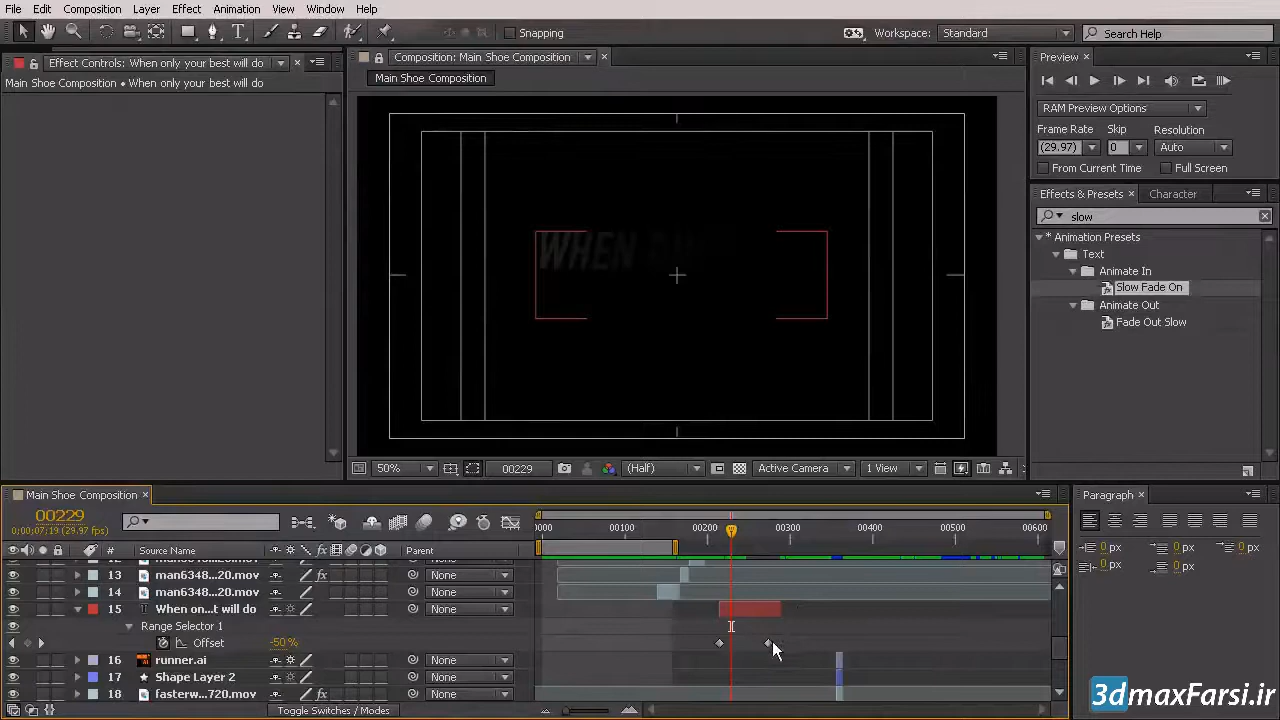 File Edit Composition Layer Effect Animation View Window Help
Snapping Workspace: Standard Search Help
Effect Controls: When only your best will do Composition: Main Shoe Composition Preview
Main Shoe Composition • When only your best will do Main Shoe Composition
RAM Preview Options
Frame Rate Skip Resolution
(29.97) 0 Auto
From Current Time Full Screen
Effects & Presets Character
slow
* Animation Presets
Text
Animate In
Slow Fade On
Animate Out
Fade Out Slow
WHEN
50% 00229 (Half) Active Camera 1 View
Main Shoe Composition Paragraph
00229
0;00;07;19 (29.97 fps)
0000 00100 00200 00300 00400 00500 00600
# Source Name Parent
0 px 0 px 0 px
0 px 0 px
13 man6348...20.mov None
14 man6348...20.mov None
15 T When on...t will do None
Range Selector 1
Offset -50 %
16 runner.ai None
17 Shape Layer 2 None
18 fasterw...720.mov None
Toggle Switches / Modes
3dmaxFarsi.ir